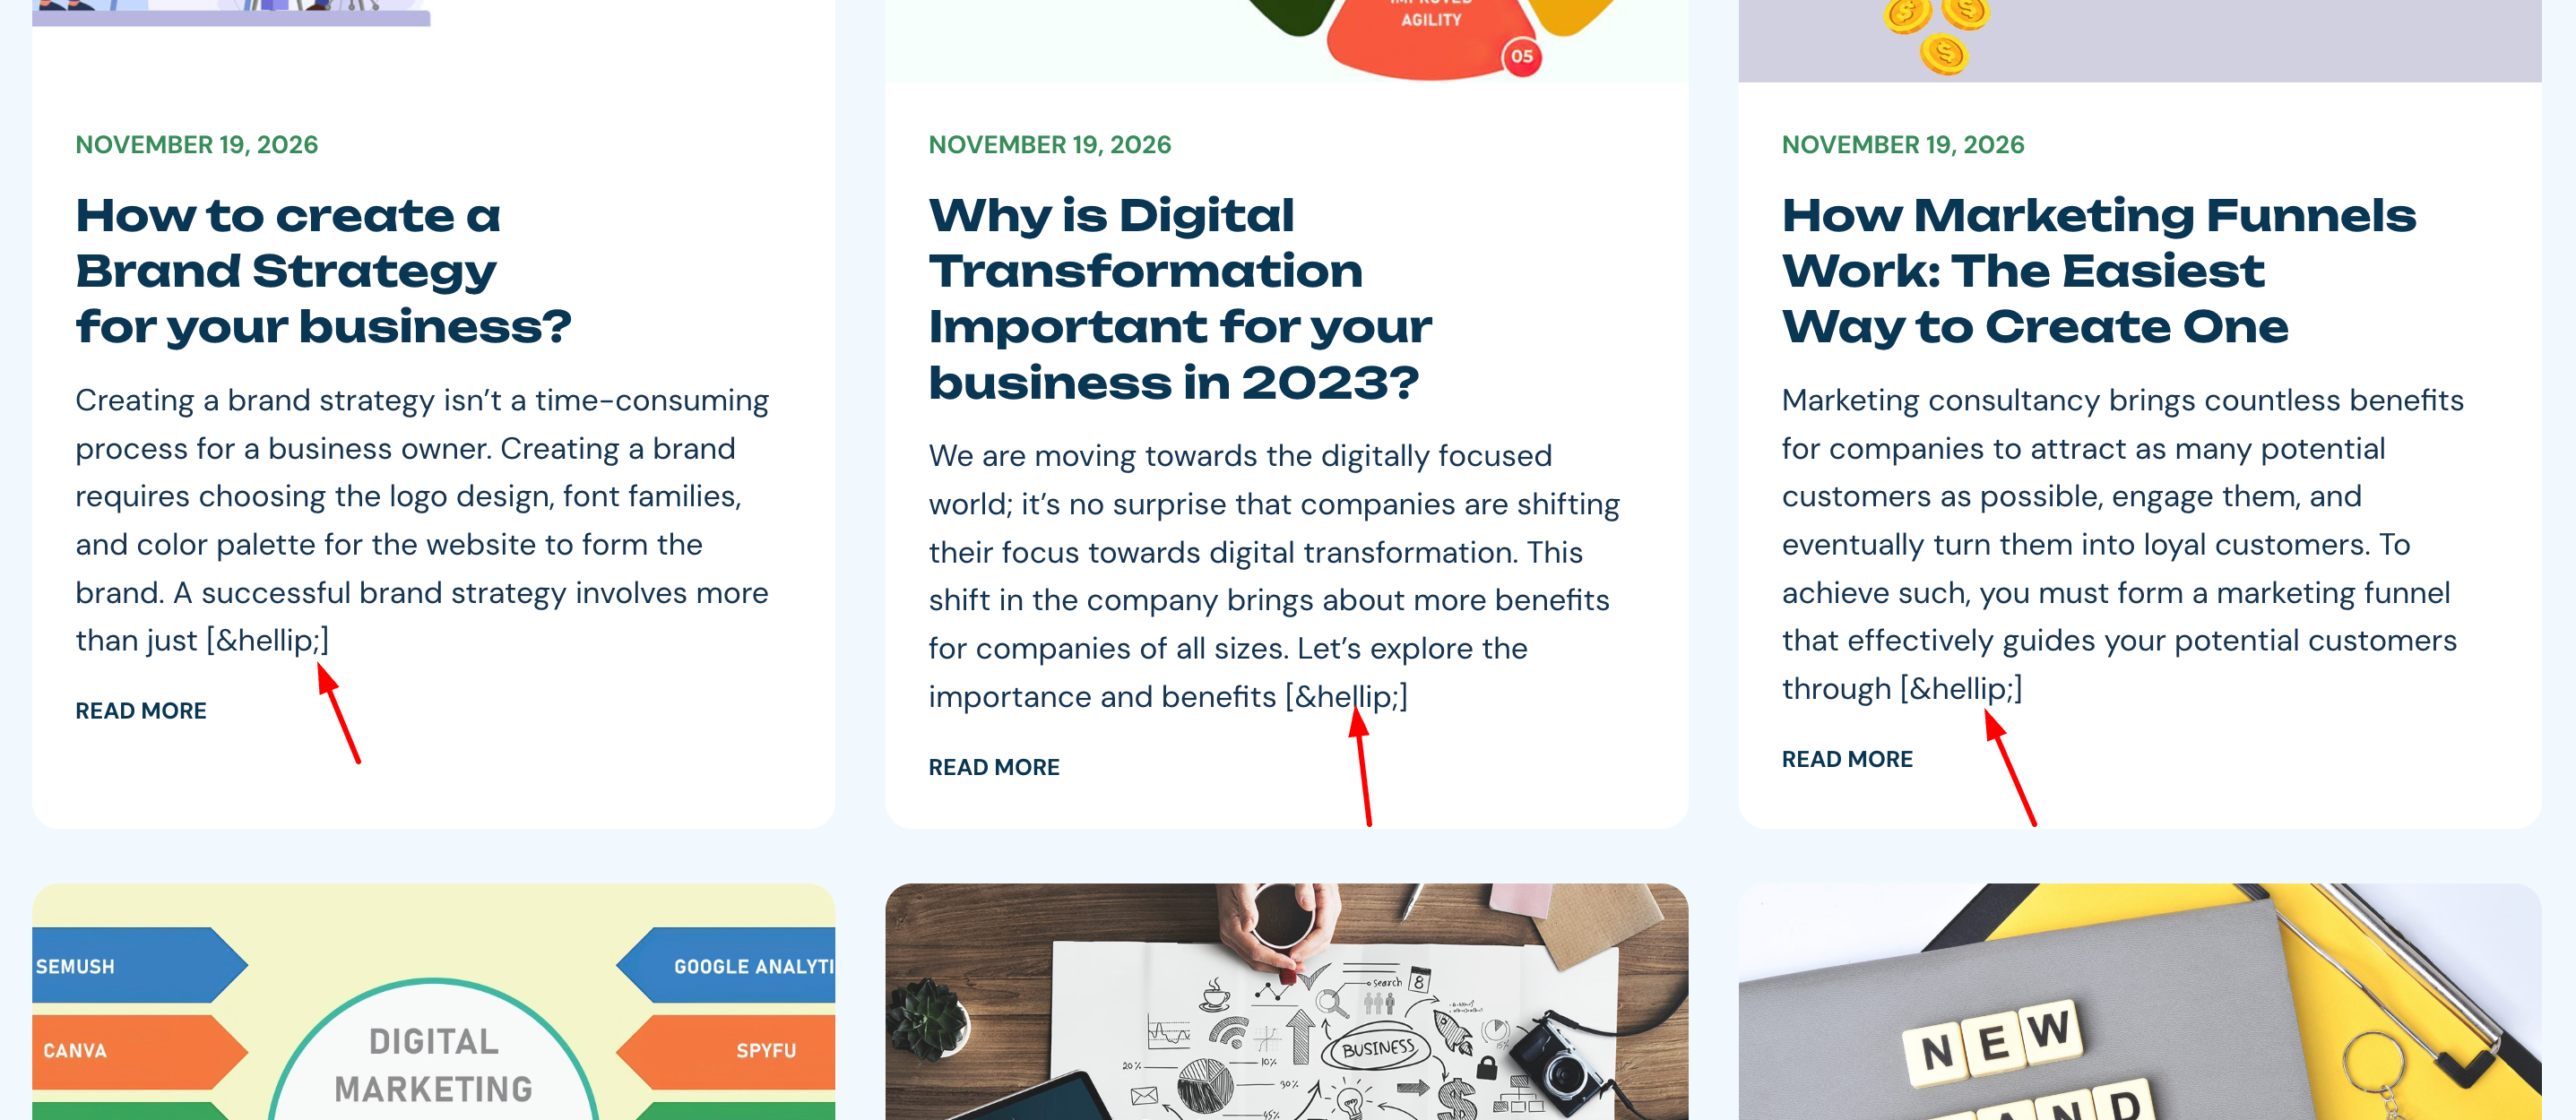 IMPROVED
AGILITY
05
NOVEMBER 19, 2026
How to create a
Brand Strategy
for your business?
Creating a brand strategy isn’t a time-consuming
process for a business owner. Creating a brand
requires choosing the logo design, font families,
and color palette for the website to form the
brand. A successful brand strategy involves more
than just [&hellip;]
READ MORE
NOVEMBER 19, 2026
Why is Digital
Transformation
Important for your
business in 2023?
We are moving towards the digitally focused
world; it’s no surprise that companies are shifting
their focus towards digital transformation. This
shift in the company brings about more benefits
for companies of all sizes. Let’s explore the
importance and benefits [&hellip;]
READ MORE
NOVEMBER 19, 2026
How Marketing Funnels
Work: The Easiest
Way to Create One
Marketing consultancy brings countless benefits
for companies to attract as many potential
customers as possible, engage them, and
eventually turn them into loyal customers. To
achieve such, you must form a marketing funnel
that effectively guides your potential customers
through [&hellip;]
READ MORE
SEMUSH
CANVA
DIGITAL
MARKETING
GOOGLE ANALYTI
SPYFU
search
8
BUSINESS
20%
10%
30%
15%
45%
NEW
AND